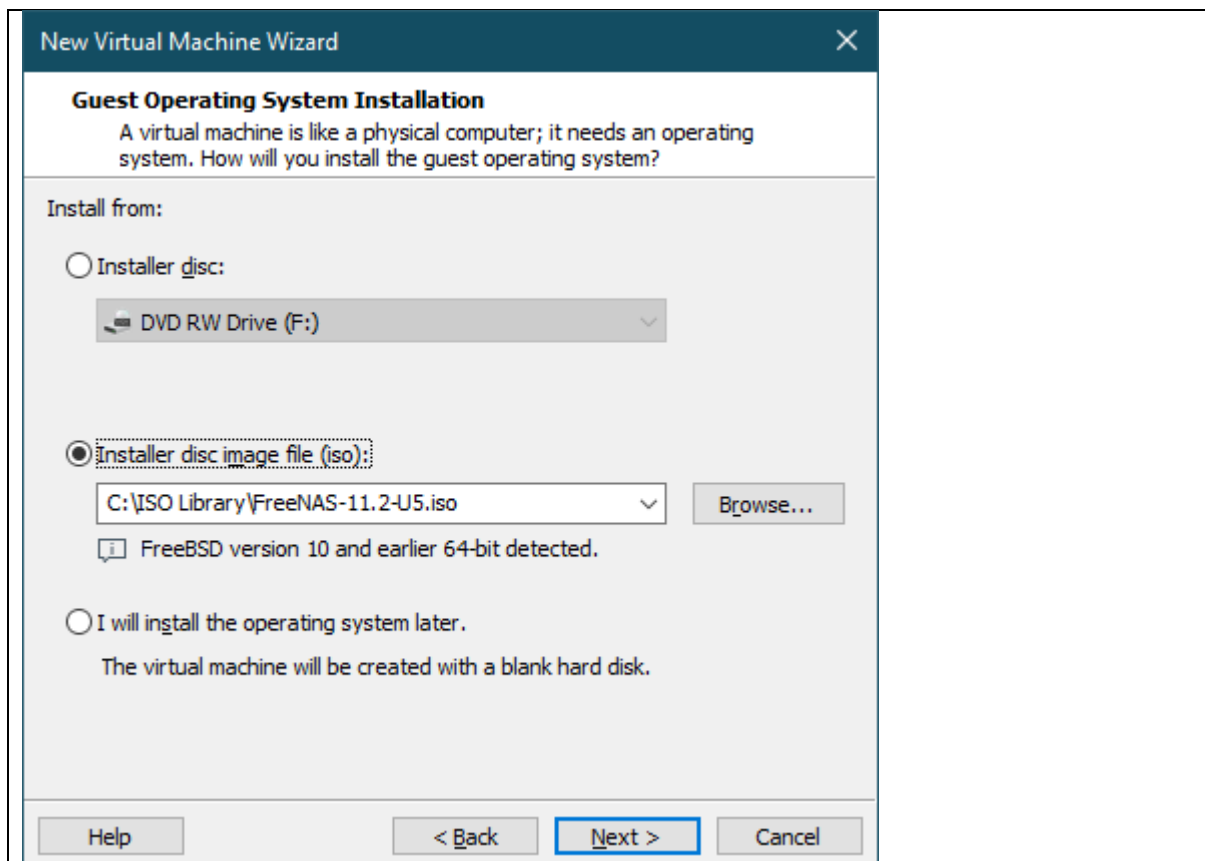 New Virtual Machine Wizard
Guest Operating System Installation
A virtual machine is like a physical computer; it needs an operating
system. How will you install the guest operating system?
Install from:
Installer disc:
DVD RW Drive (F:)
Installer disc image file (iso):
C:\ISO Library\FreeNAS-11.2-U5.iso
Browse...
FreeBSD version 10 and earlier 64-bit detected.
I will install the operating system later.
The virtual machine will be created with a blank hard disk.
Help < Back Next > Cancel